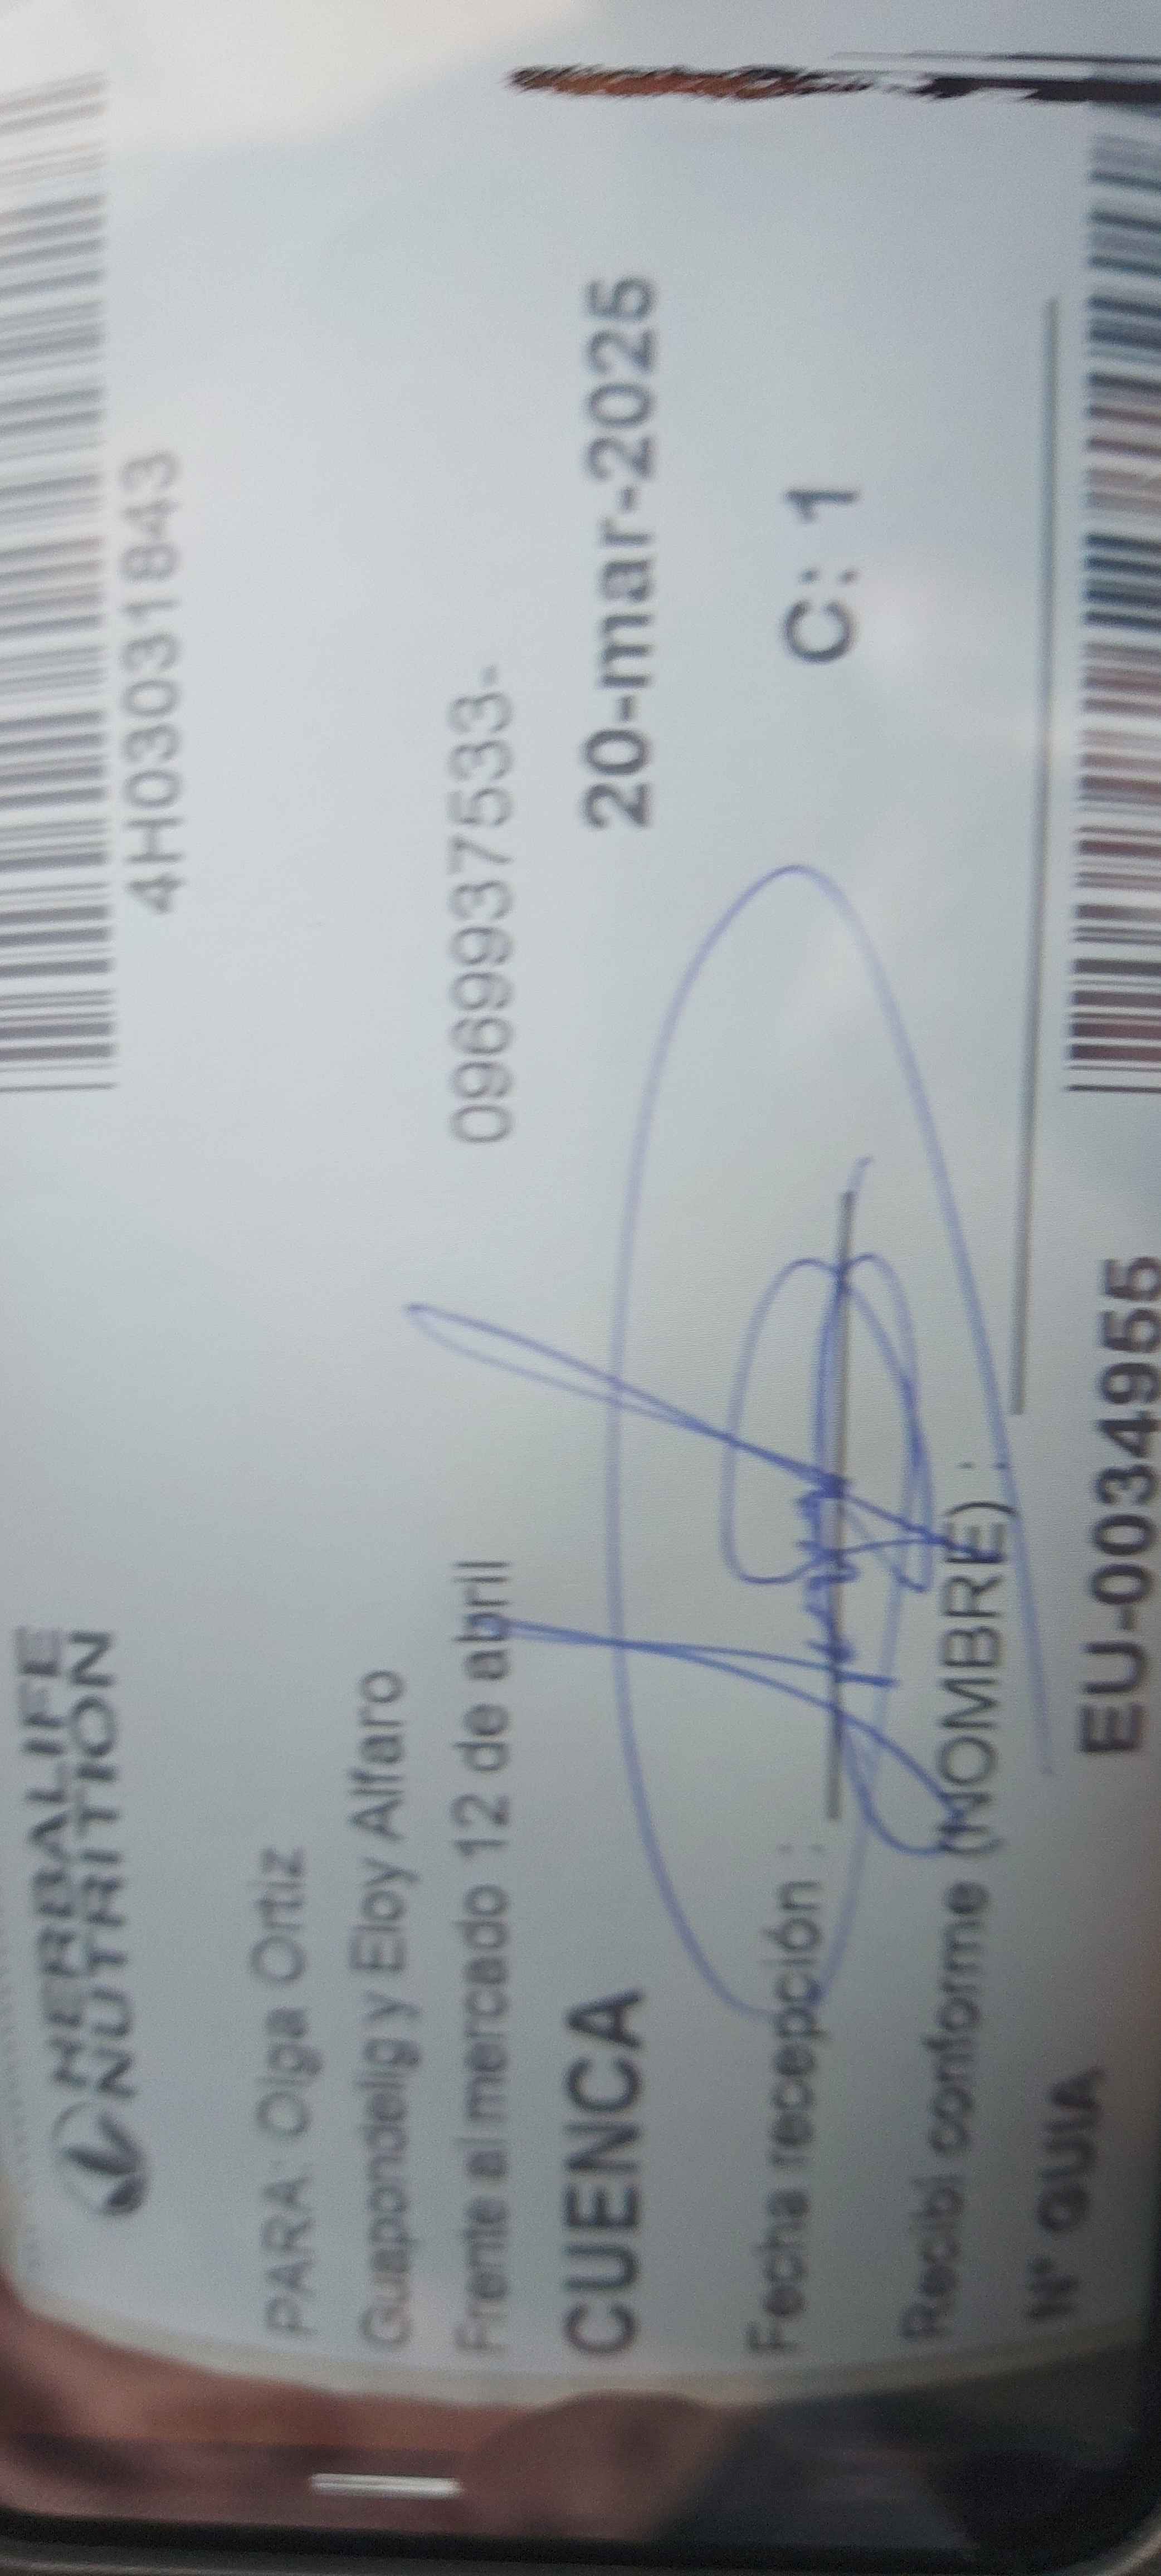 HERBALIFE
NUTRITION
4H03031843
PARA: Olga Ortiz
Guapondelig y Eloy Alfaro
Frente al mercado 12 de abril
0969937533-
CUENCA
20-mar-2025
Fecha recepción :
C: 1
Recibí conforme (NOMBRE) :
Nº GUIA
EU-0034955